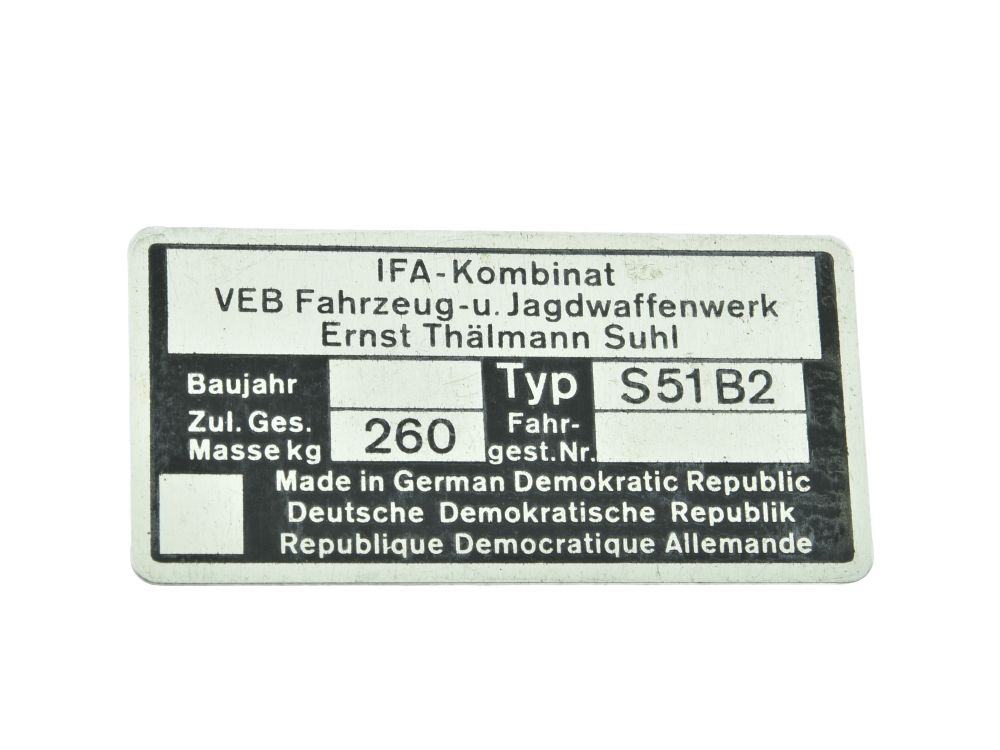 IFA-Kombinat
VEB Fahrzeug-u. Jagdwaffenwerk
Ernst Thälmann Suhl
Baujahr
Typ S51B2
Zul. Ges.
Masse kg 260
Fahr-
gest.Nr.
Made in German Demokratic Republic
Deutsche Demokratische Republik
Republique Democratique Allemande